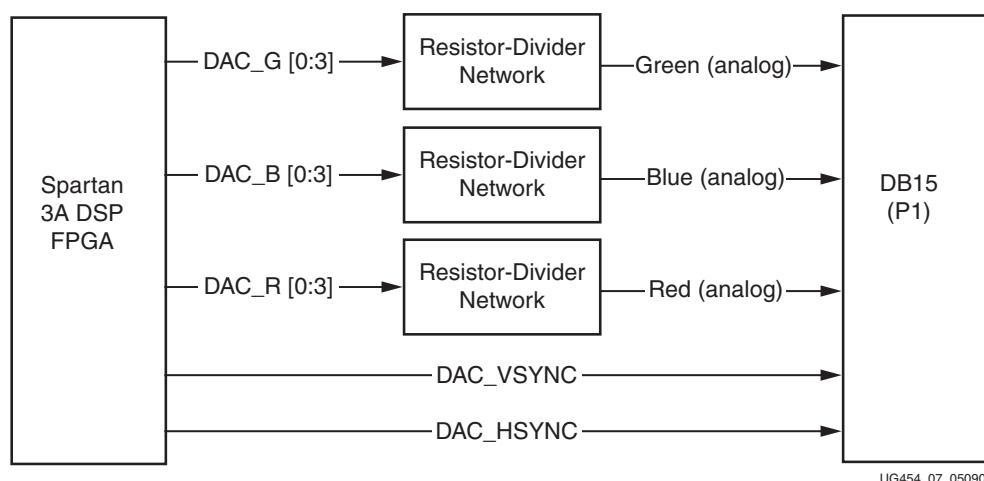 DAC_G [0:3]
Resistor-Divider
Network
Green (analog)
DAC_B [0:3]
Resistor-Divider
Network
Blue (analog)
Spartan
3A DSP
FPGA
DB15
(P1)
DAC_R [0:3]
Resistor-Divider
Network
Red (analog)
DAC_VSYNC
DAC_HSYNC
UG454_07_05090